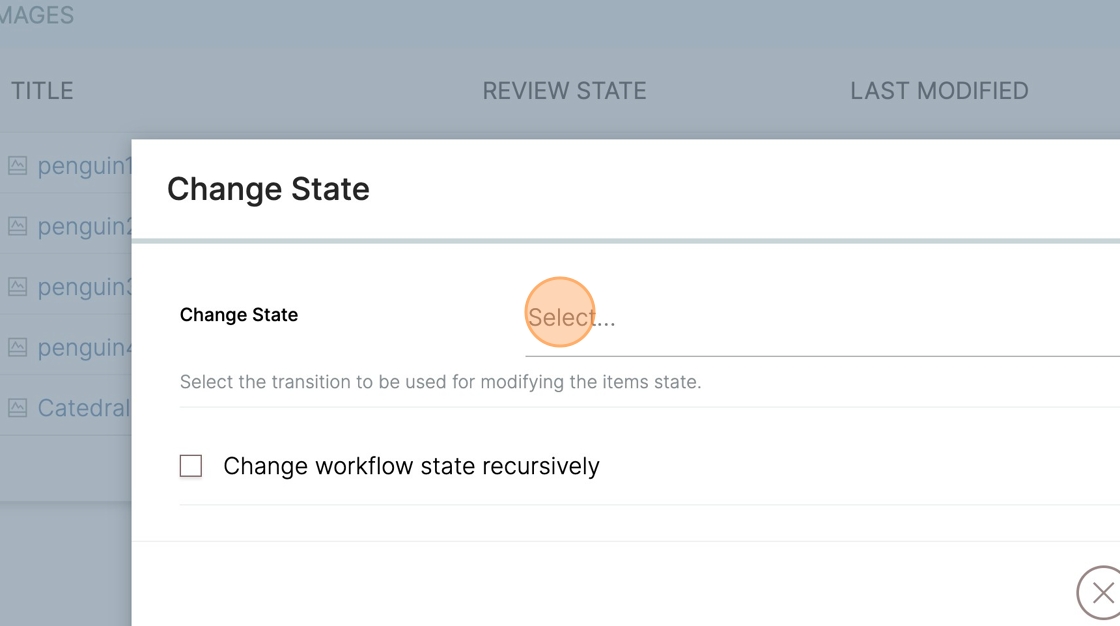 MAGES
TITLE REVIEW STATE LAST MODIFIED
penguin1
penguin2
penguin3
penguin4
Catedral
Change State
Change State Select...
Select the transition to be used for modifying the items state.
Change workflow state recursively